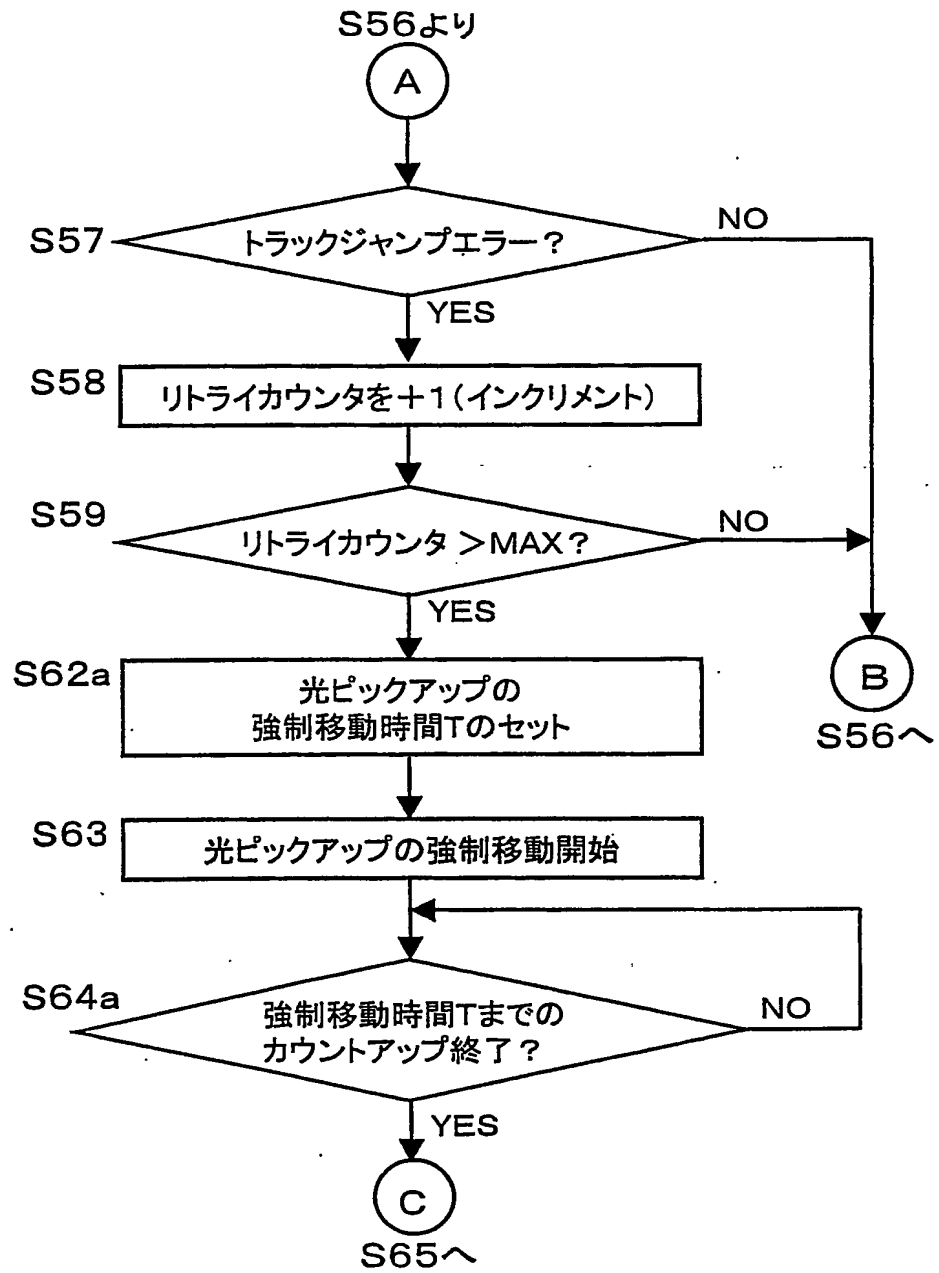 S56より
A
S57
トラックジャンプエラー?
NO
YES
S58
リトライカウンタを+1(インクリメント)
S59
リトライカウンタ >MAX?
NO
YES
B
S56へ
S62a
光ピックアップの
強制移動時間Tのセット
S63
光ピックアップの強制移動開始
S64a
強制移動時間Tまでの
カウントアップ終了?
NO
YES
C
S65へ